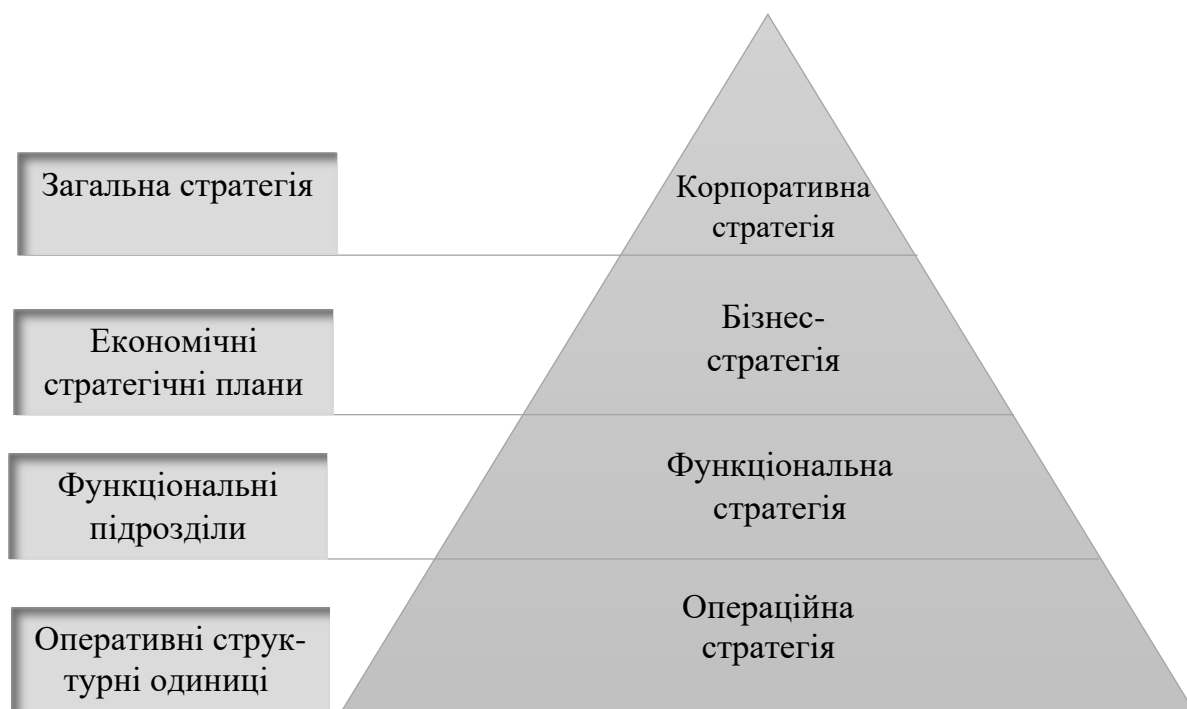 Загальна стратегія
Корпоративна
стратегія
Економічні
стратегічні плани
Бізнес-
стратегія
Функціональні
підрозділи
Функціональна
стратегія
Оперативні струк-
турні одиниці
Операційна
стратегія